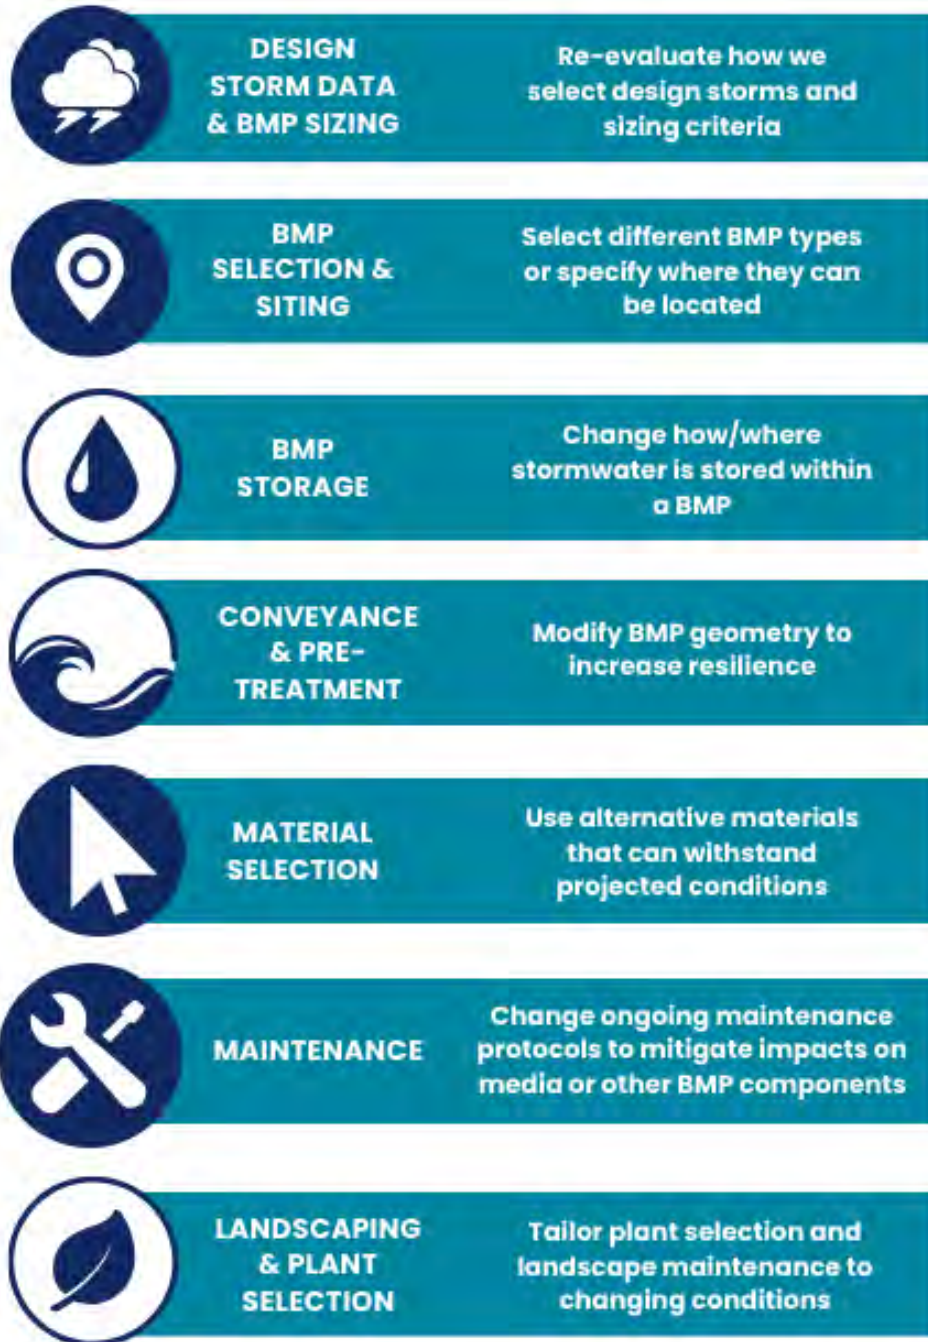 DESIGN
STORM DATA
& BMP SIZING
Re-evaluate how we
select design storms and
sizing criteria
BMP
SELECTION &
SITING
Select different BMP types
or specify where they can
be located
BMP
STORAGE
Change how/where
stormwater is stored within
a BMP
CONVEYANCE
& PRE-
TREATMENT
Modify BMP geometry to
increase resilience
MATERIAL
SELECTION
Use alternative materials
that can withstand
projected conditions
MAINTENANCE
Change ongoing maintenance
protocols to mitigate impacts on
media or other BMP components
LANDSCAPING
& PLANT
SELECTION
Tailor plant selection and
landscape maintenance to
changing conditions